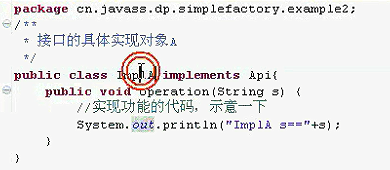 package cn.javass.dp.simplefactory.example2;
/**
 * 接口的具体实现对象A
 */
public class ImplA implements Api{
    public void operation(String s) {
        //实现功能的代码，示意一下
        System.out.println("ImplA s=="+s);
    }
}